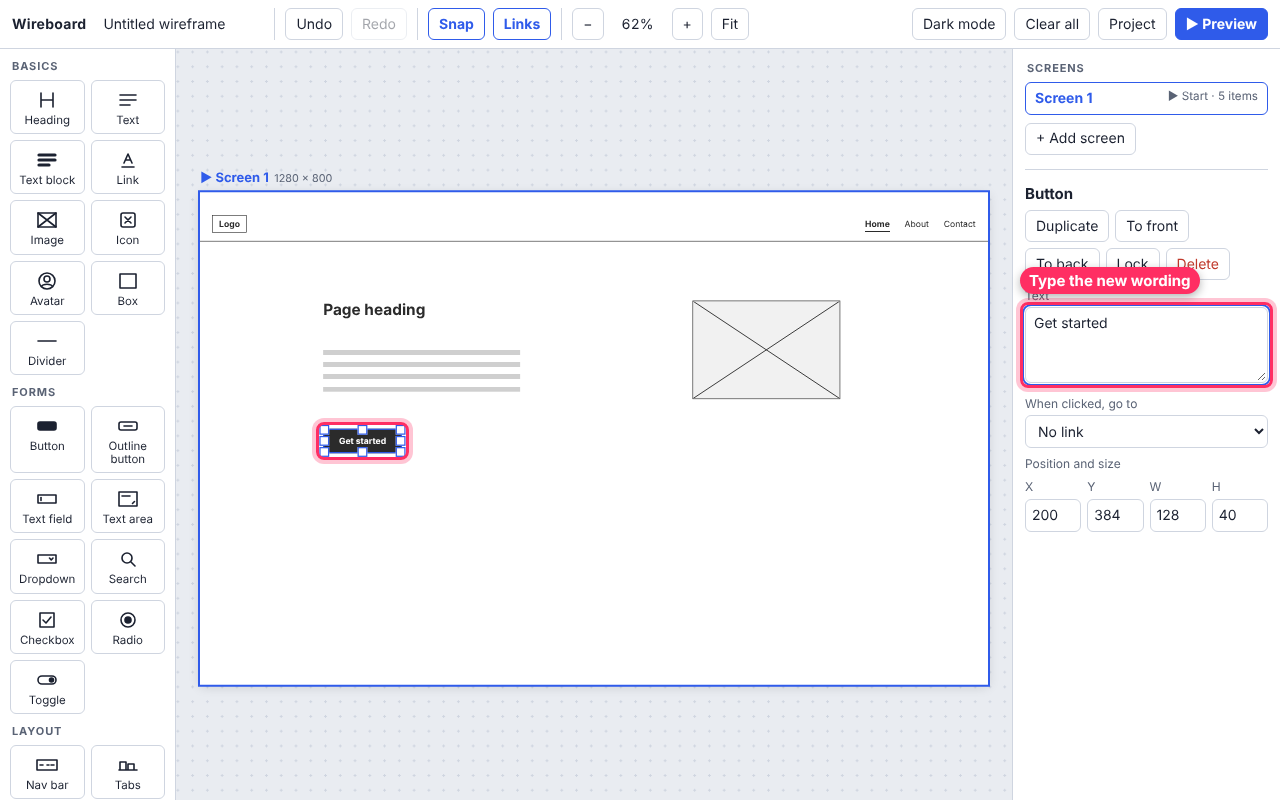 Wireboard Untitled wireframe Undo Redo Snap Links − 62% + Fit Dark mode Clear all Project ▶ Preview
BASICS
Heading Text
Text block Link
Image Icon
Avatar Box
Divider
FORMS
Button Outline button
Text field Text area
Dropdown Search
Checkbox Radio
Toggle
LAYOUT
Nav bar Tabs
▶ Screen 1 1280 × 800
Logo Home About Contact
Page heading
Get started
SCREENS
Screen 1 ▶ Start · 5 items
+ Add screen
Button
Duplicate To front
To back Lock Delete
Type the new wording
Text
Get started
When clicked, go to
No link
Position and size
X Y W H
200 384 128 40